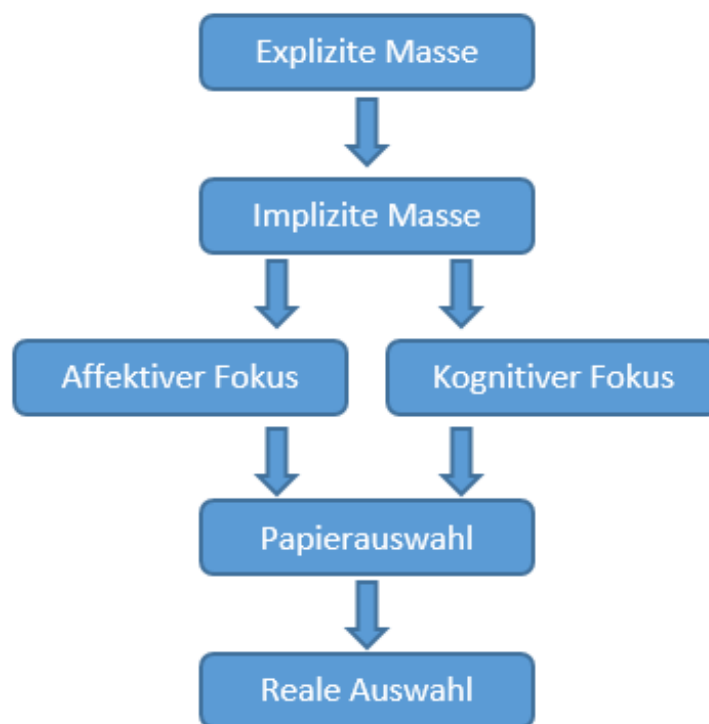 Explizite Masse
Implizite Masse
Affektiver Fokus
Kognitiver Fokus
Papierauswahl
Reale Auswahl